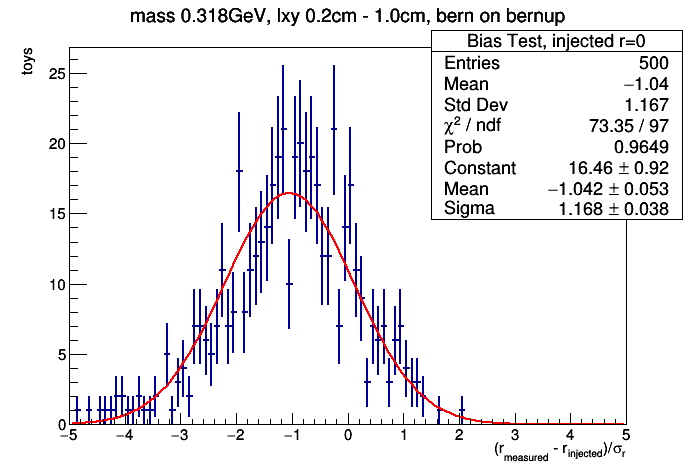 mass 0.318GeV, lxy 0.2cm - 1.0cm, bern on bernup
Bias Test, injected r=0
Entries 500
Mean −1.04
Std Dev 1.167
χ² / ndf 73.35 / 97
Prob 0.9649
Constant 16.46 ± 0.92
Mean −1.042 ± 0.053
Sigma 1.168 ± 0.038
toys
25
20
15
10
5
0
−5 −4 −3 −2 −1 0 1 2 3 4 5
(r_measured - r_injected)/σ_r